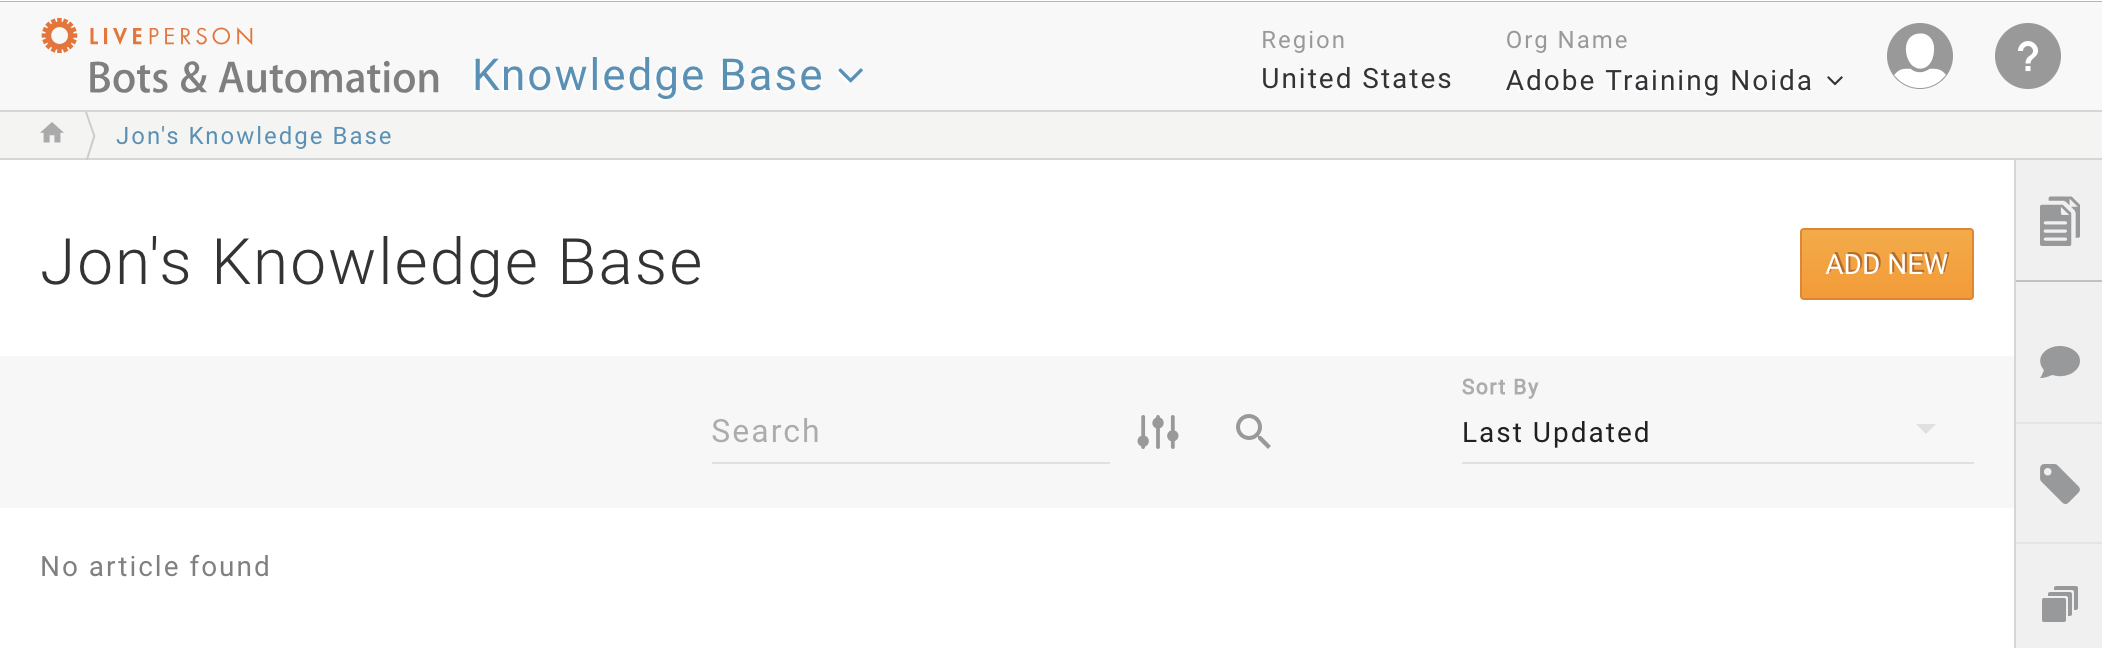 LIVEPERSON
Bots & Automation
Knowledge Base
Region
United States
Org Name
Adobe Training Noida
?
Jon's Knowledge Base
Jon's Knowledge Base
ADD NEW
Search
Sort By
Last Updated
No article found